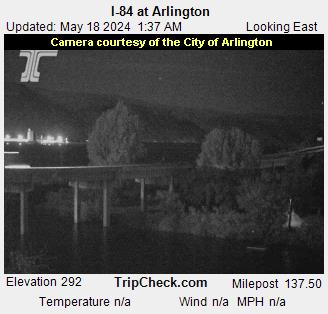 I-84 at Arlington
Updated: May 18 2024 1:37 AM Looking East
Camera courtesy of the City of Arlington
Elevation 292 TripCheck.com Milepost 137.50
Temperature n/a Wind n/a MPH n/a